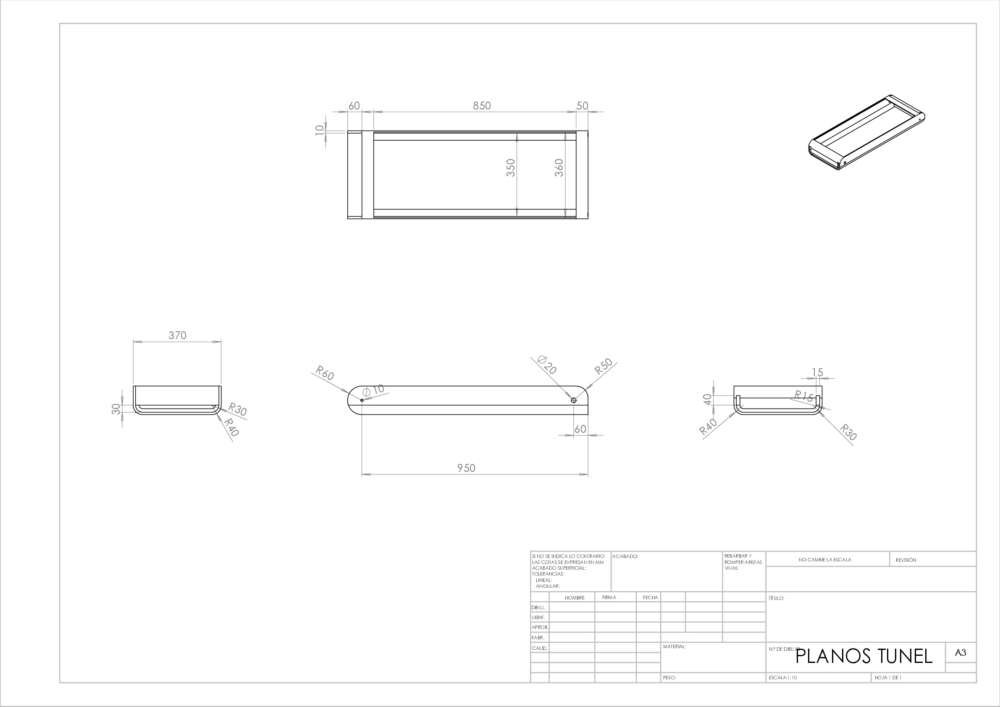 60 850 50
10
350 360
370
30
R30
R40
R60
⌀10
⌀20
R50
60
950
15
40
R15
R40
R30
SI NO SE INDICA LO CONTRARIO:
LAS COTAS SE EXPRESAN EN MM
ACABADO SUPERFICIAL:
TOLERANCIAS:
LINEAL:
ANGULAR:
ACABADO:
REBARBAR Y
ROMPER ARISTAS
VIVAS
NO CAMBIE LA ESCALA
REVISIÓN
NOMBRE FIRMA FECHA
TÍTULO:
DIBUJ.
VERIF.
APROB.
FABR.
CALID.
MATERIAL:
N.º DE DIBUJO
PLANOS TUNEL
A3
PESO:
ESCALA:1:10
HOJA 1 DE 1